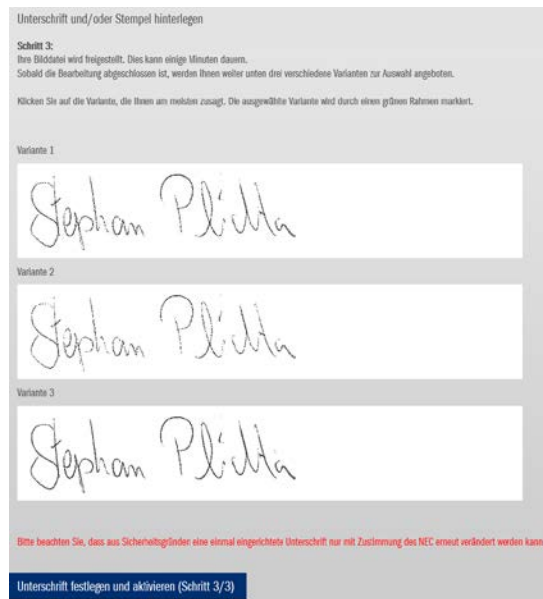 Unterschrift und/oder Stempel hinterlegen
Schritt 3:
Ihre Bilddatei wird freigestellt. Dies kann einige Minuten dauern.
Sobald die Bearbeitung abgeschlossen ist, werden Ihnen weiter unten drei verschiedene Varianten zur Auswahl angeboten.
Klicken Sie auf die Variante, die Ihnen am meisten zusagt. Die ausgewählte Variante wird durch einen grünen Rahmen markiert.
Variante 1
Stephan Plichta
Variante 2
Stephan Plichta
Variante 3
Stephan Plichta
Bitte beachten Sie, dass aus Sicherheitsgründen eine einmal eingerichtete Unterschrift nur mit Zustimmung des NEC erneut verändert werden kann
Unterschrift festlegen und aktivieren (Schritt 3/3)